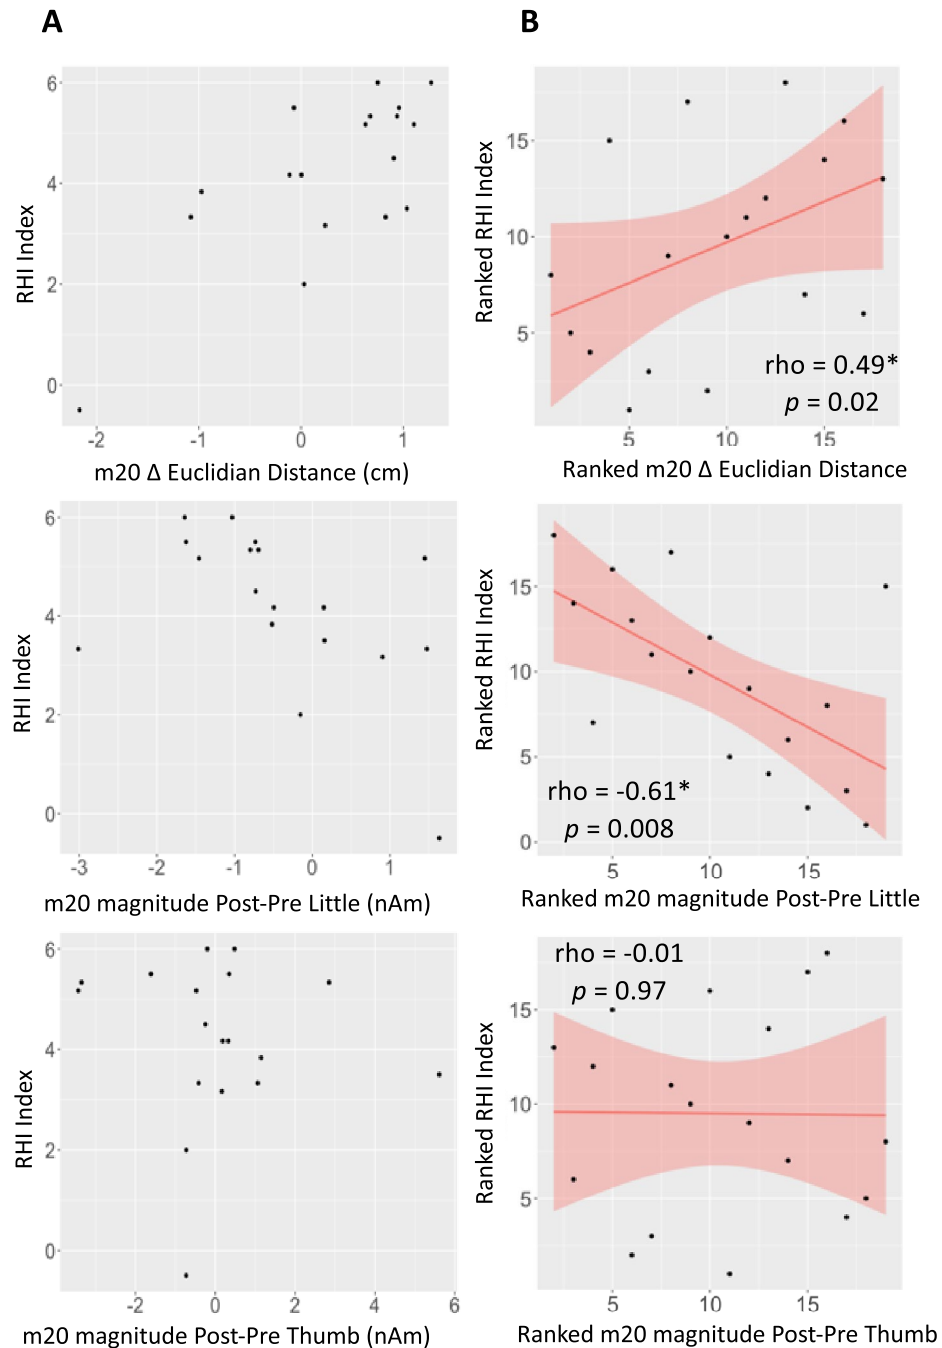 A
B
6
4
2
0
-2
-1
0
1
RHI Index
m20 Δ Euclidian Distance (cm)
15
10
5
5
10
15
Ranked RHI Index
rho = 0.49*
p = 0.02
Ranked m20 Δ Euclidian Distance
6
4
2
0
-3
-2
-1
0
1
RHI Index
m20 magnitude Post-Pre Little (nAm)
15
10
5
0
5
10
15
Ranked RHI Index
rho = -0.61*
p = 0.008
Ranked m20 magnitude Post-Pre Little
6
4
2
0
-2
0
2
4
6
RHI Index
m20 magnitude Post-Pre Thumb (nAm)
rho = -0.01
p = 0.97
15
10
5
5
10
15
Ranked RHI Index
Ranked m20 magnitude Post-Pre Thumb